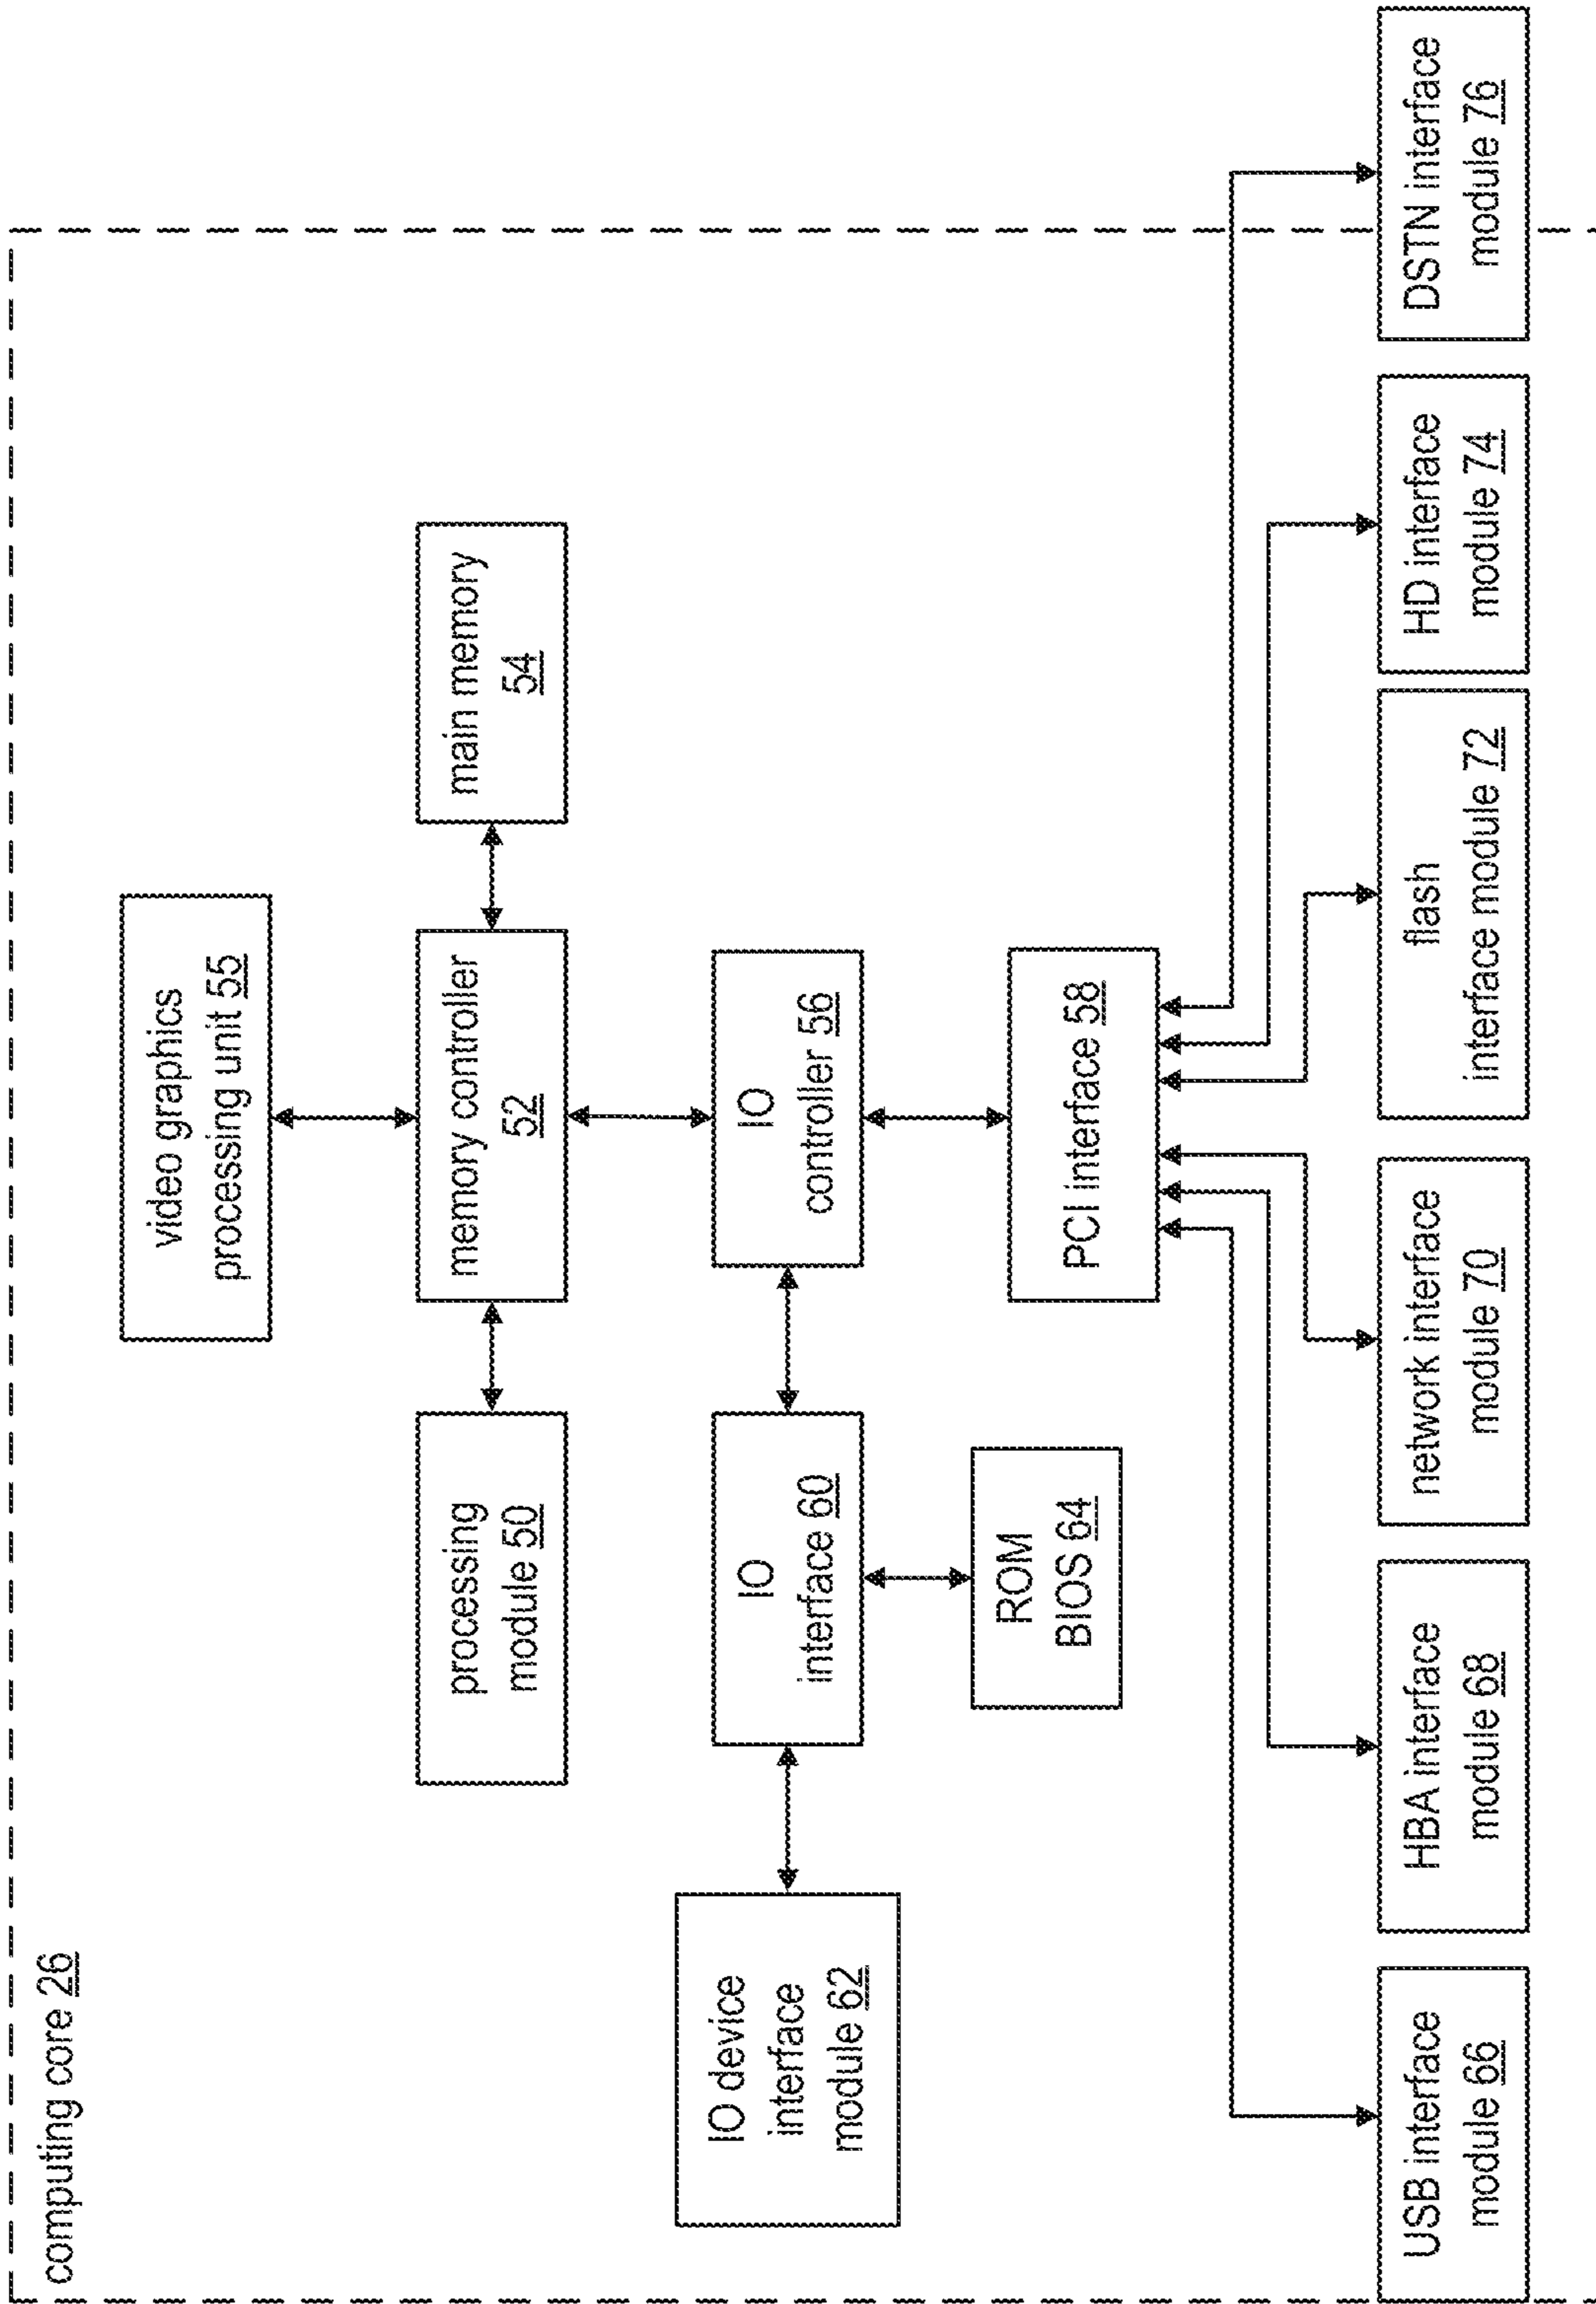 computing core 26
video graphics
processing unit 55
processing
module 50
memory controller
52
main memory
54
IO device
interface
module 62
IO
interface 60
IO
controller 56
ROM
BIOS 64
PCI interface 58
USB interface
module 66
HBA interface
module 68
network interface
module 70
flash
interface module 72
HD interface
module 74
DSTN interface
module 76